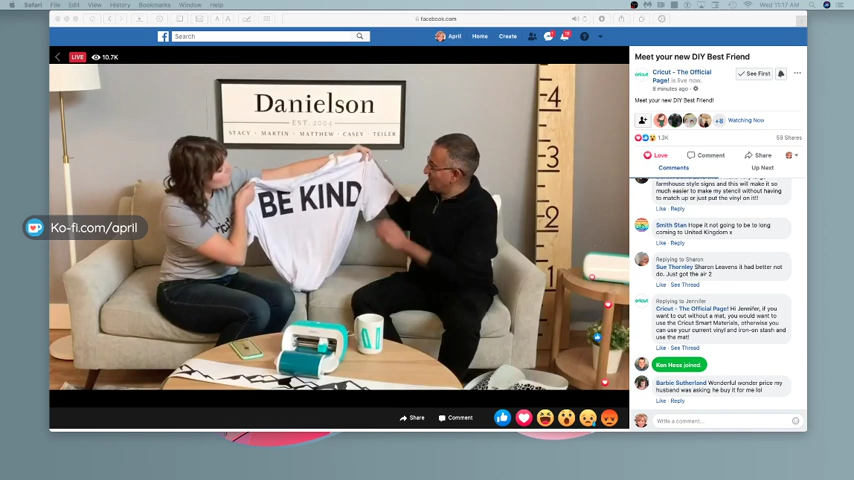 Safari File Edit View History Bookmarks Window Help
Wed 11:17 AM
facebook.com
Search
April Home Create
LIVE 10.7K
Danielson
EST. 2004
STACY • MARTIN • MATTHEW • CASEY • TEILER
BE KIND
Ko-fi.com/april
4
3
2
1
Share Comment
Meet your new DIY Best Friend
Cricut - The Official
Page! is live now.
8 minutes ago
See First
Meet your new DIY Best Friend!
+8 Watching Now
1.3K
59 Shares
Love Comment Share
Comments Up Next
farmhouse style signs and this will make it so
much easier to make my stencil without having
to match up or just put the vinyl on it!!
Like · Reply
Smith Stan Hope it not going to be to long
coming to United Kingdom x
Like · Reply
Replying to Sharon
Sue Thornley Sharon Leavens it had better not
do. Just got the air 2
Like · See Thread
Replying to Jennifer
Cricut - The Official Page! Hi Jennifer, if you
want to cut without a mat, you would want to
use the Cricut Smart Materials, otherwise you
can use your current vinyl and iron-on stash and
use the mat!
Like · See Thread
Ken Hess joined.
Barbie Sutherland Wonderful wonder price my
husband was asking he buy it for me lol
Like · Reply
Write a comment...